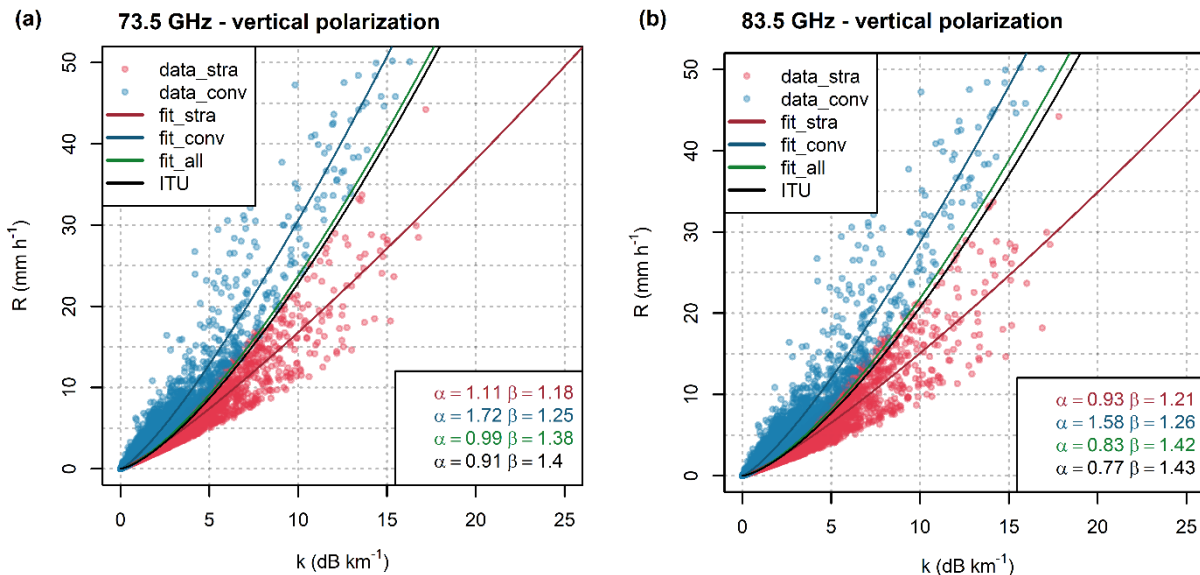 (a) 73.5 GHz - vertical polarization
data_stra
data_conv
fit_stra
fit_conv
fit_all
ITU
R (mm h⁻¹)
50
40
30
20
10
0
α = 1.11 β = 1.18
α = 1.72 β = 1.25
α = 0.99 β = 1.38
α = 0.91 β = 1.4
0 5 10 15 20 25
k (dB km⁻¹)
(b) 83.5 GHz - vertical polarization
data_stra
data_conv
fit_stra
fit_conv
fit_all
ITU
R (mm h⁻¹)
50
40
30
20
10
0
α = 0.93 β = 1.21
α = 1.58 β = 1.26
α = 0.83 β = 1.42
α = 0.77 β = 1.43
0 5 10 15 20 25
k (dB km⁻¹)